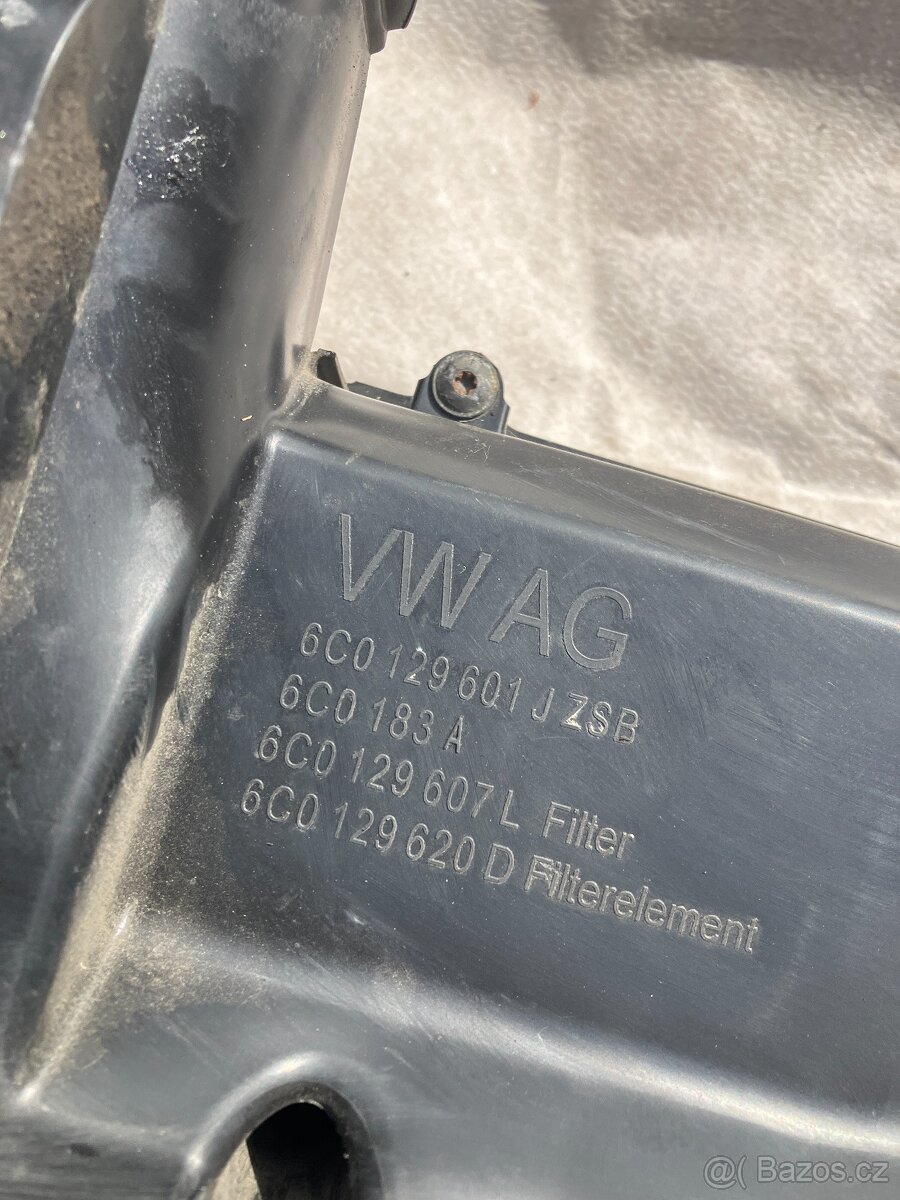 VW AG
6C0 129 601 J ZSB
6C0 183 A
6C0 129 607 L Filter
6C0 129 620 D Filterelement
@( Bazos.cz